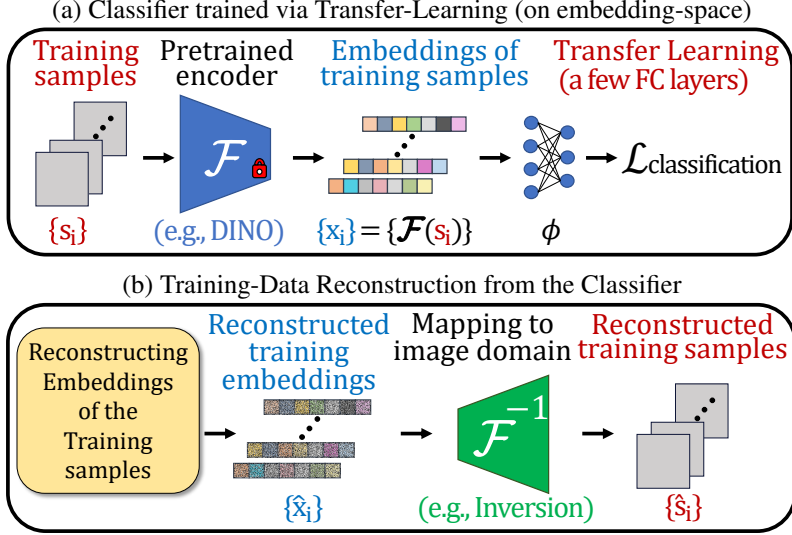 (a) Classifier trained via Transfer-Learning (on embedding-space)
Training
samples
Pretrained
encoder
Embeddings of
training samples
Transfer Learning
(a few FC layers)
ℱ
ℒclassification
{sᵢ}
(e.g., DINO)
{xᵢ} = {ℱ(sᵢ)}
ϕ
(b) Training-Data Reconstruction from the Classifier
Reconstructing
Embeddings
of the
Training
samples
Reconstructed
training
embeddings
Mapping to
image domain
Reconstructed
training samples
ℱ⁻¹
{x̂ᵢ}
(e.g., Inversion)
{ŝᵢ}